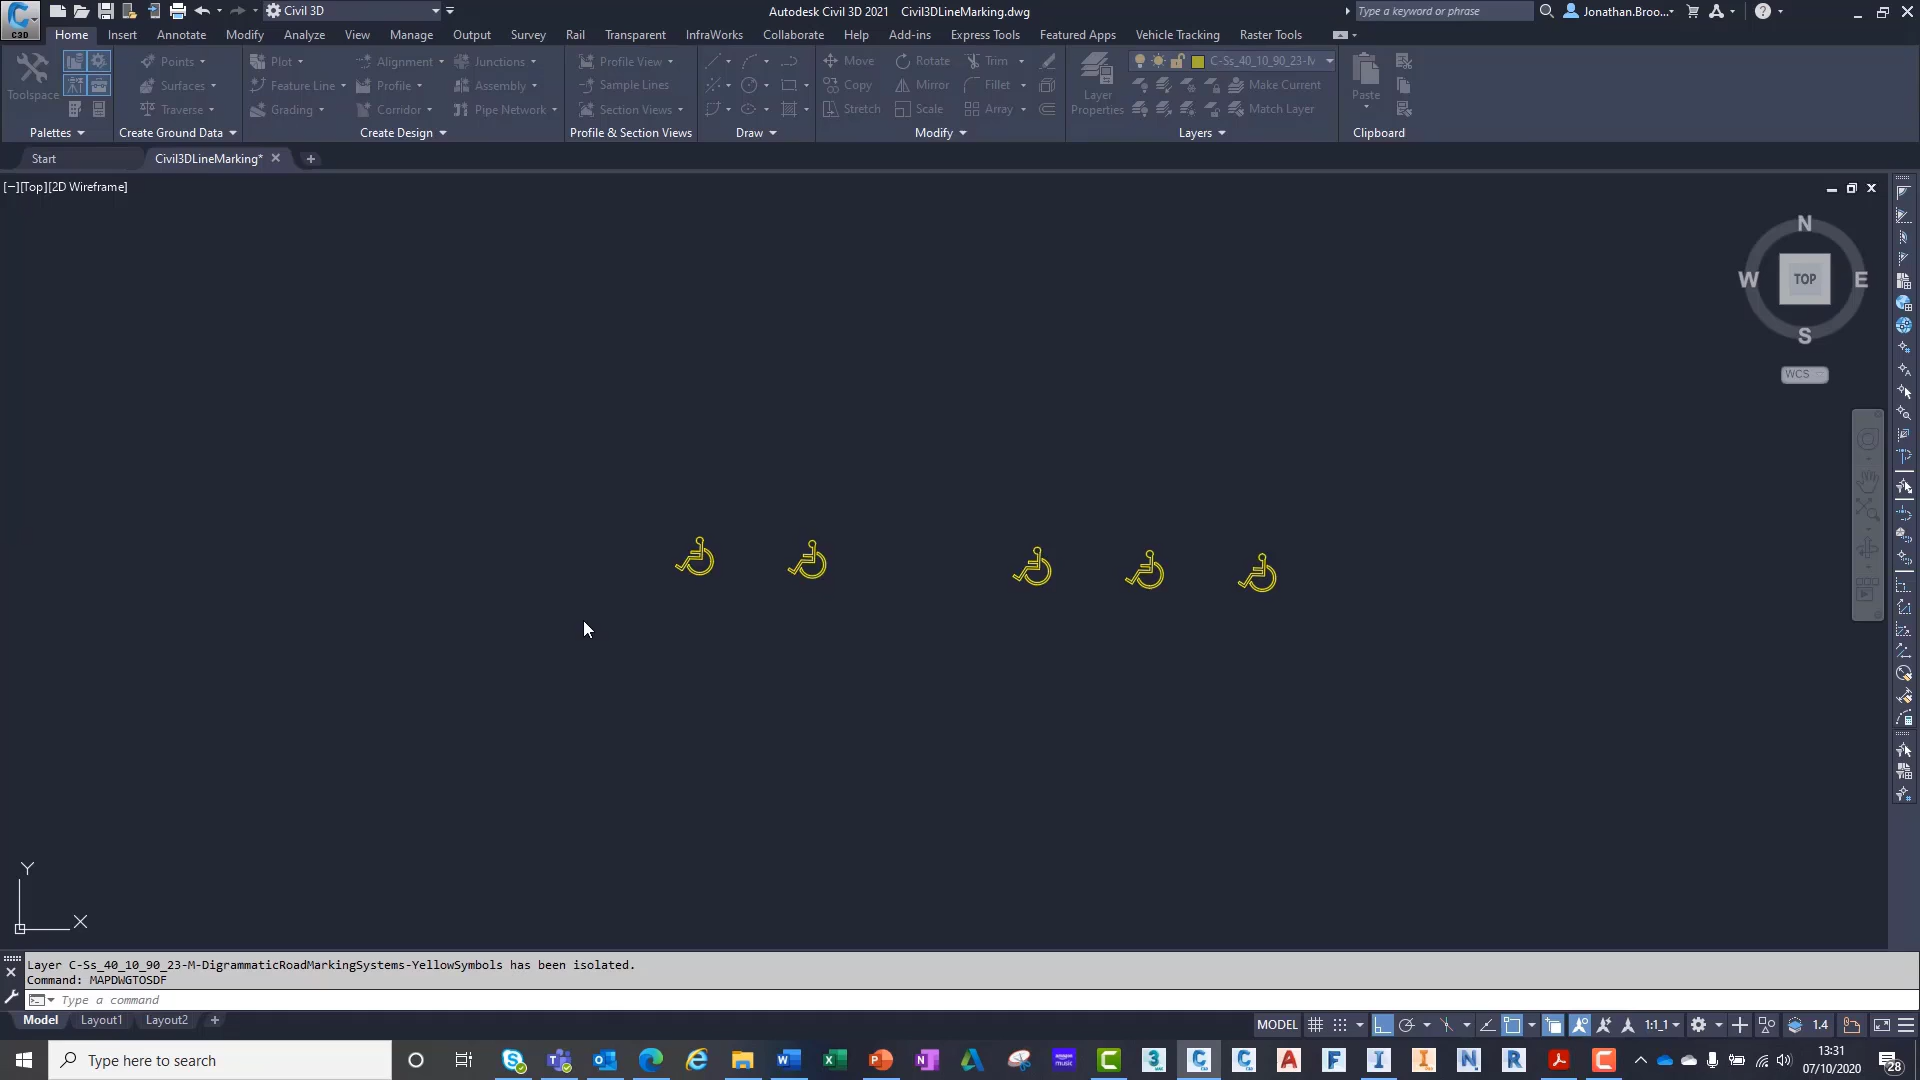 C3D
Civil 3D
Autodesk Civil 3D 2021 Civil3DLineMarking.dwg
Type a keyword or phrase
Jonathan.Broo...
Home Insert Annotate Modify Analyze View Manage Output Survey Rail Transparent InfraWorks Collaborate Help Add-ins Express Tools Featured Apps Vehicle Tracking Raster Tools
Toolspace
Points
Surfaces
Traverse
Plot
Feature Line
Grading
Alignment
Profile
Corridor
Junctions
Assembly
Pipe Network
Profile View
Sample Lines
Section Views
Move
Copy
Stretch
Rotate
Mirror
Scale
Trim
Fillet
Array
Layer
Properties
C-Ss_40_10_90_23-M
Make Current
Match Layer
Paste
Palettes Create Ground Data Create Design Profile & Section Views Draw Modify Layers Clipboard
Start Civil3DLineMarking*
[−][Top][2D Wireframe]
N
W TOP E
S
WCS
Y
X
Layer C-Ss_40_10_90_23-M-DigrammaticRoadMarkingSystems-YellowSymbols has been isolated.
Command: MAPDWGTOSDF
Type a command
Model Layout1 Layout2 +
MODEL 1:1_1 1.4
Type here to search
13:31
07/10/2020
28